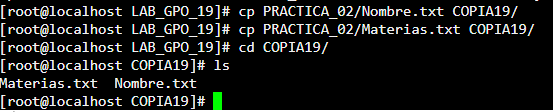 [root@localhost LAB_GPO_19]# cp PRACTICA_02/Nombre.txt COPIA19/
[root@localhost LAB_GPO_19]# cp PRACTICA_02/Materias.txt COPIA19/
[root@localhost LAB_GPO_19]# cd COPIA19/
[root@localhost COPIA19]# ls
Materias.txt  Nombre.txt
[root@localhost COPIA19]#